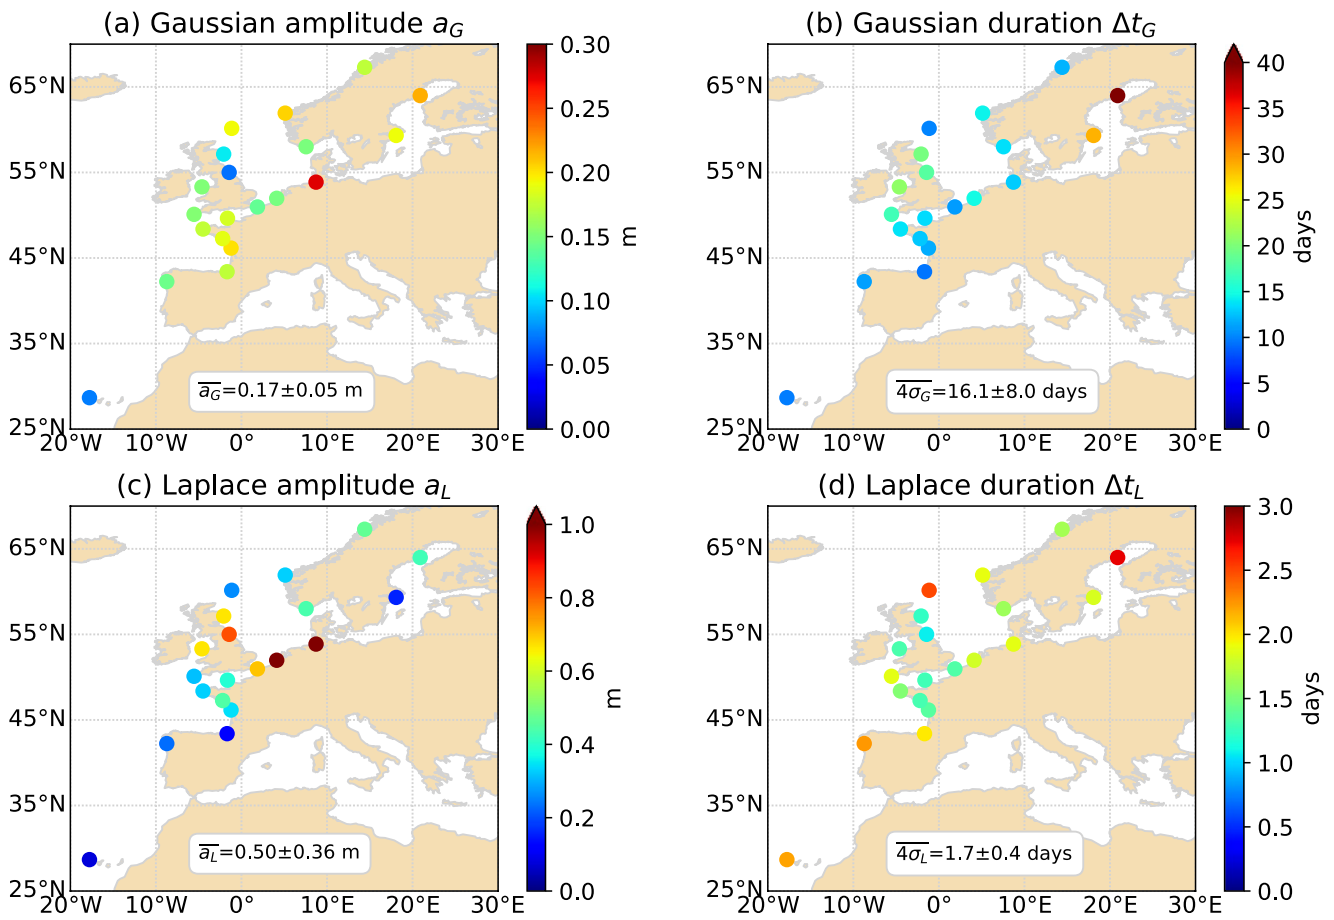 (a) Gaussian amplitude a_G
(b) Gaussian duration Δt_G
65°N
55°N
45°N
35°N
25°N
20°W
10°W
0°
10°E
20°E
30°E
a̅_G̅=0.17±0.05 m
0.30
0.25
0.20
0.15
0.10
0.05
0.00
m
65°N
55°N
45°N
35°N
25°N
20°W
10°W
0°
10°E
20°E
30°E
4̅σ̅_G̅=16.1±8.0 days
40
35
30
25
20
15
10
5
0
days
(c) Laplace amplitude a_L
(d) Laplace duration Δt_L
65°N
55°N
45°N
35°N
25°N
20°W
10°W
0°
10°E
20°E
30°E
a̅_L̅=0.50±0.36 m
1.0
0.8
0.6
0.4
0.2
0.0
m
65°N
55°N
45°N
35°N
25°N
20°W
10°W
0°
10°E
20°E
30°E
4̅σ̅_L̅=1.7±0.4 days
3.0
2.5
2.0
1.5
1.0
0.5
0.0
days